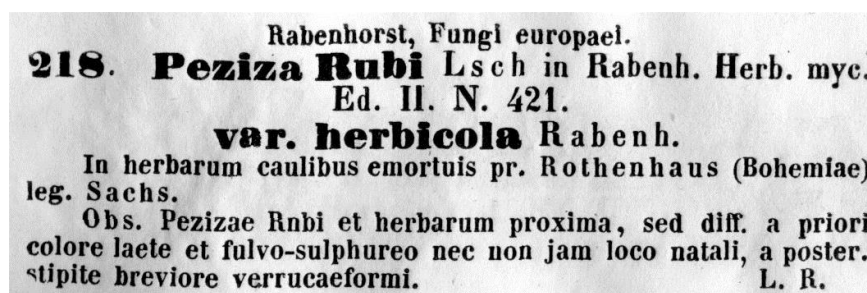 Rabenhorst, Fungi europaei.
218. Peziza Rubi Lsch in Rabenh. Herb. myc.
Ed. II. N. 421.
var. herbicola Rabenh.
In herbarum caulibus emortuis pr. Rothenhaus (Bohemiae)
leg. Sachs.
Obs. Pezizae Rnbi et herbarum proxima, sed diff. a priori
colore laete et fulvo-sulphureo nec uon jam loco natali, a poster.
stipite breviore verrucaeformi. L. R.